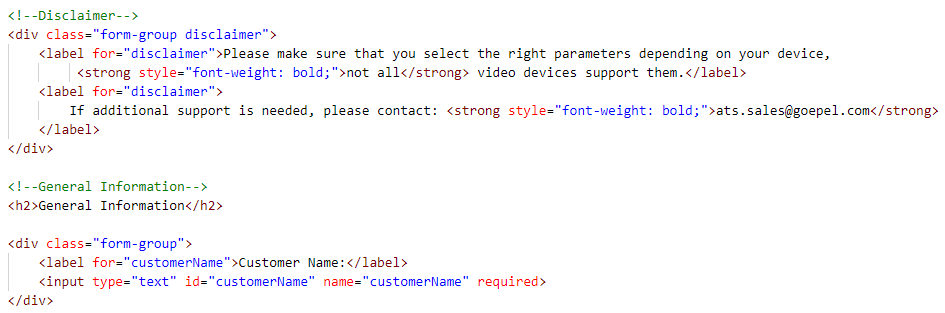 <!--Disclaimer-->
<div class="form-group disclaimer">
<label for="disclaimer">Please make sure that you select the right parameters depending on your device,
<strong style="font-weight: bold;">not all</strong> video devices support them.</label>
<label for="disclaimer">
If additional support is needed, please contact: <strong style="font-weight: bold;">ats.sales@goepel.com</strong>
</label>
</div>
<!--General Information-->
<h2>General Information</h2>
<div class="form-group">
<label for="customerName">Customer Name:</label>
<input type="text" id="customerName" name="customerName" required>
</div>